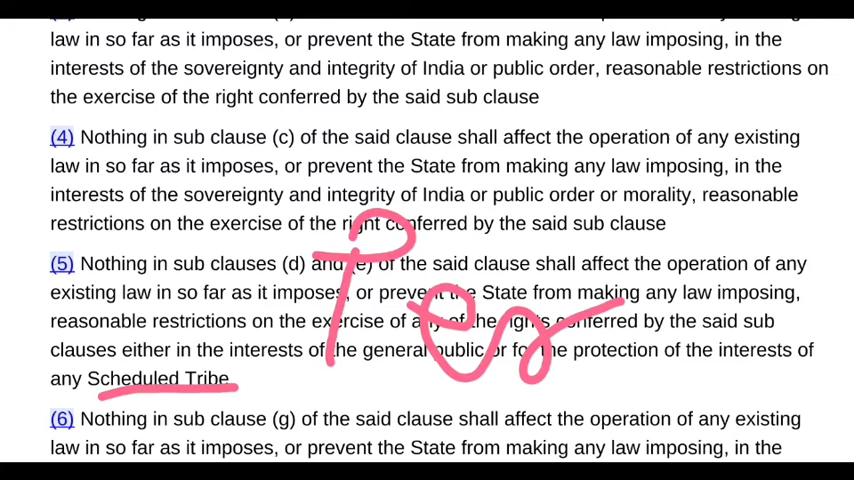 law in so far as it imposes, or prevent the State from making any law imposing, in the
interests of the sovereignty and integrity of India or public order, reasonable restrictions on
the exercise of the right conferred by the said sub clause
(4) Nothing in sub clause (c) of the said clause shall affect the operation of any existing
law in so far as it imposes, or prevent the State from making any law imposing, in the
interests of the sovereignty and integrity of India or public order or morality, reasonable
restrictions on the exercise of the right conferred by the said sub clause
(5) Nothing in sub clauses (d) and (e) of the said clause shall affect the operation of any
existing law in so far as it imposes, or prevent the State from making any law imposing,
reasonable restrictions on the exercise of any of the rights conferred by the said sub
clauses either in the interests of the general public or for the protection of the interests of
any Scheduled Tribe
(6) Nothing in sub clause (g) of the said clause shall affect the operation of any existing
law in so far as it imposes, or prevent the State from making any law imposing, in the